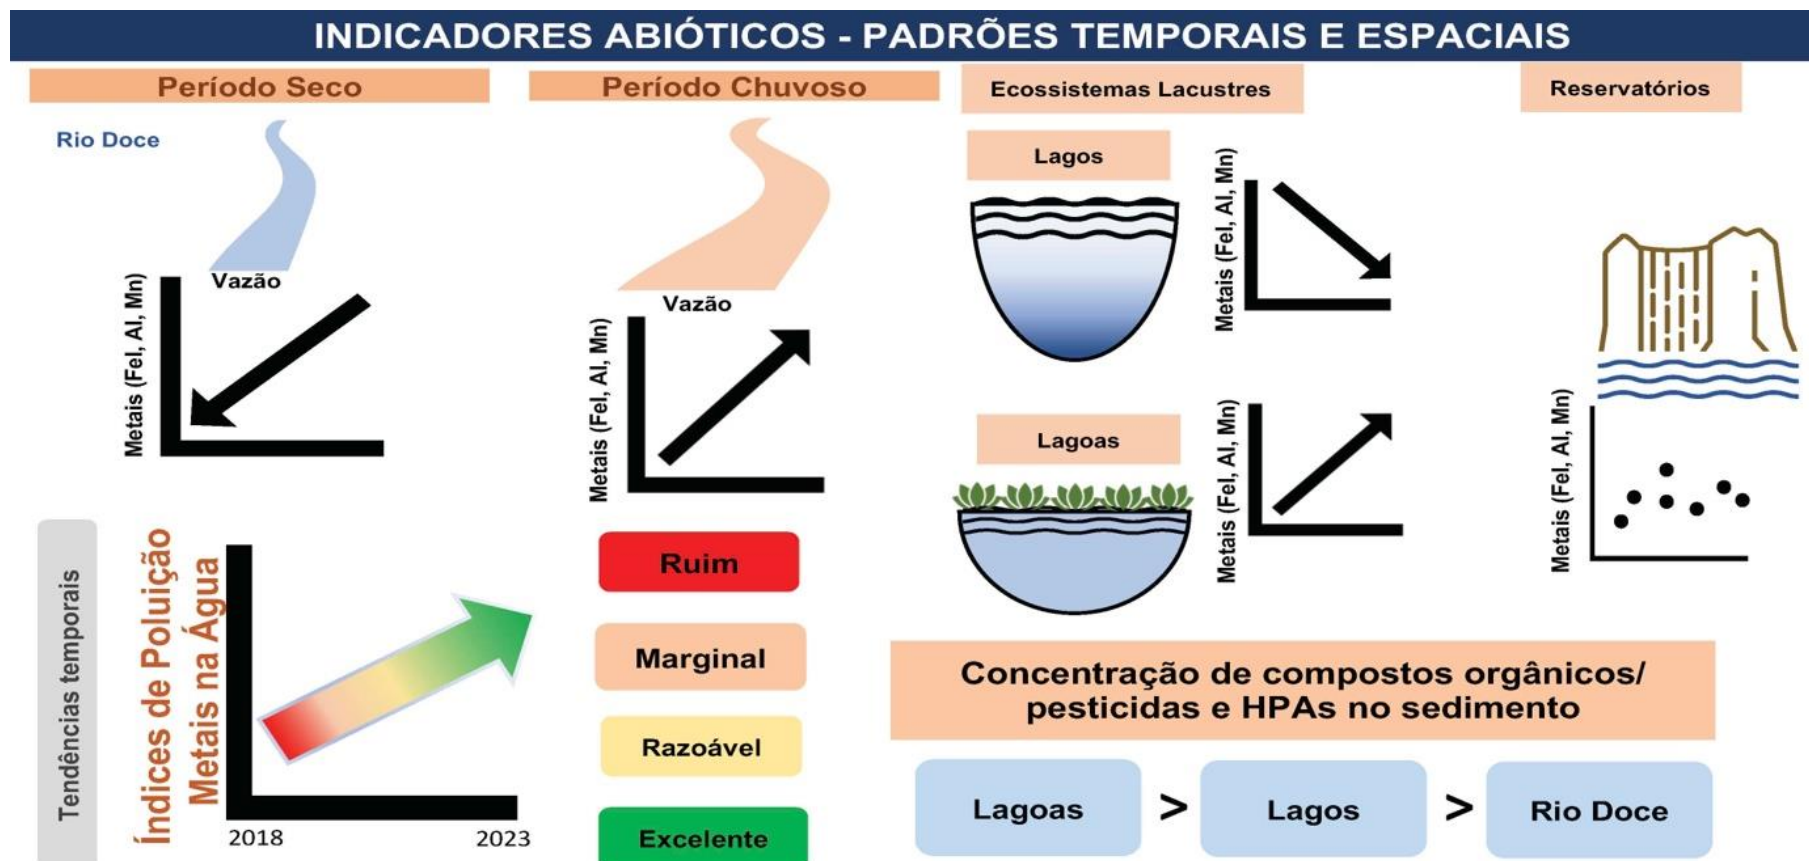 INDICADORES ABIÓTICOS - PADRÕES TEMPORAIS E ESPACIAIS
Período Seco
Rio Doce
Vazão
Metais (Fel, Al, Mn)
Período Chuvoso
Vazão
Metais (Fel, Al, Mn)
Ecossistemas Lacustres
Lagos
Metais (Fel, Al, Mn)
Lagoas
Metais (Fel, Al, Mn)
Reservatórios
Metais (Fel, Al, Mn)
Tendências temporais
Índices de Poluição
Metais na Água
2018
2023
Ruim
Marginal
Razoável
Excelente
Concentração de compostos orgânicos/
pesticidas e HPAs no sedimento
Lagoas > Lagos > Rio Doce